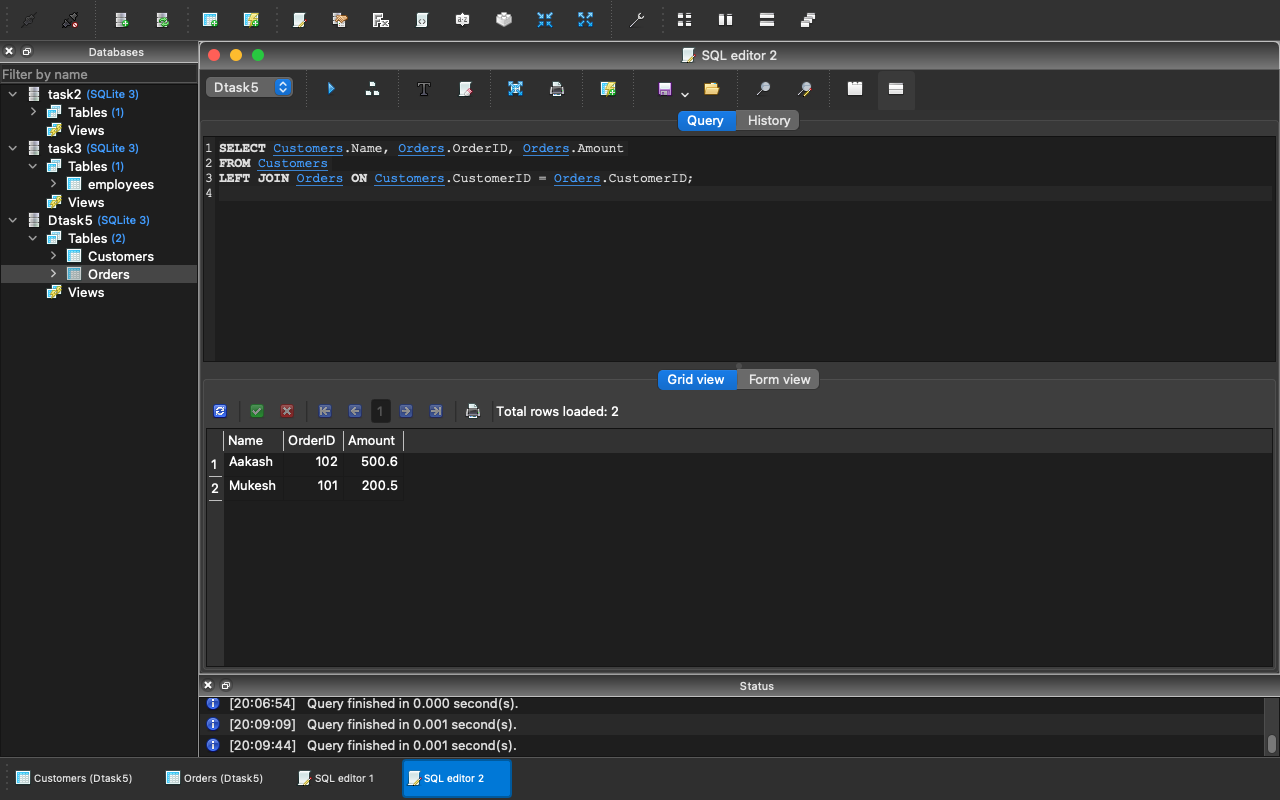 Databases
Filter by name
task2 (SQLite 3)
Tables (1)
Views
task3 (SQLite 3)
Tables (1)
employees
Views
Dtask5 (SQLite 3)
Tables (2)
Customers
Orders
Views
SQL editor 2
Dtask5
Query History
1 SELECT Customers.Name, Orders.OrderID, Orders.Amount
2 FROM Customers
3 LEFT JOIN Orders ON Customers.CustomerID = Orders.CustomerID;
4
Grid view Form view
1 Total rows loaded: 2
Name OrderID Amount
1 Aakash 102 500.6
2 Mukesh 101 200.5
Status
[20:06:54] Query finished in 0.000 second(s).
[20:09:09] Query finished in 0.001 second(s).
[20:09:44] Query finished in 0.001 second(s).
Customers (Dtask5) Orders (Dtask5) SQL editor 1 SQL editor 2